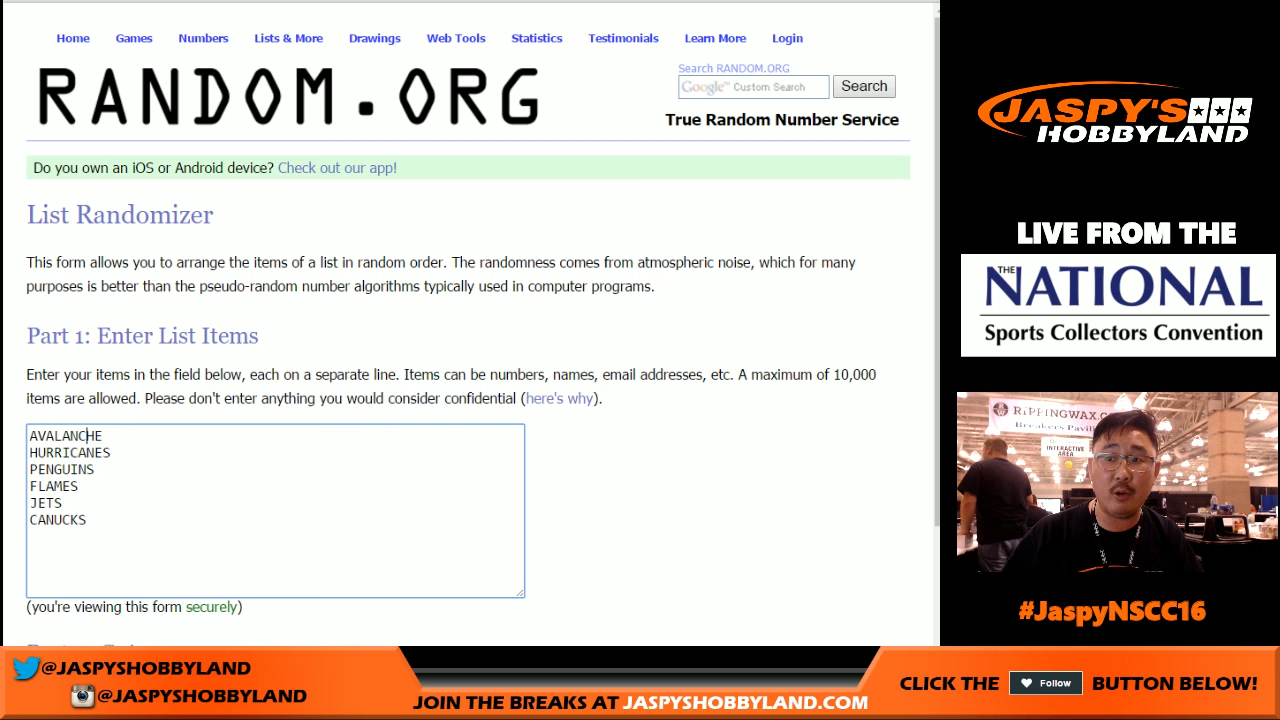 Home Games Numbers Lists & More Drawings Web Tools Statistics Testimonials Learn More Login
RANDOM.ORG
Search RANDOM.ORG
Google™ Custom Search
Search
True Random Number Service
Do you own an iOS or Android device? Check out our app!
List Randomizer
This form allows you to arrange the items of a list in random order. The randomness comes from atmospheric noise, which for many
purposes is better than the pseudo-random number algorithms typically used in computer programs.
Part 1: Enter List Items
Enter your items in the field below, each on a separate line. Items can be numbers, names, email addresses, etc. A maximum of 10,000
items are allowed. Please don't enter anything you would consider confidential (here's why).
AVALANCHE
HURRICANES
PENGUINS
FLAMES
JETS
CANUCKS
(you're viewing this form securely)
JASPY'S
HOBBYLAND
LIVE FROM THE
THE NATIONAL
Sports Collectors Convention
RIPPINGWAX.C
Breakers Pavil
INTERACTIVE
AREA
#JaspyNSCC16
@JASPYSHOBBYLAND
@JASPYSHOBBYLAND
JOIN THE BREAKS AT JASPYSHOBBYLAND.COM
CLICK THE Follow BUTTON BELOW!